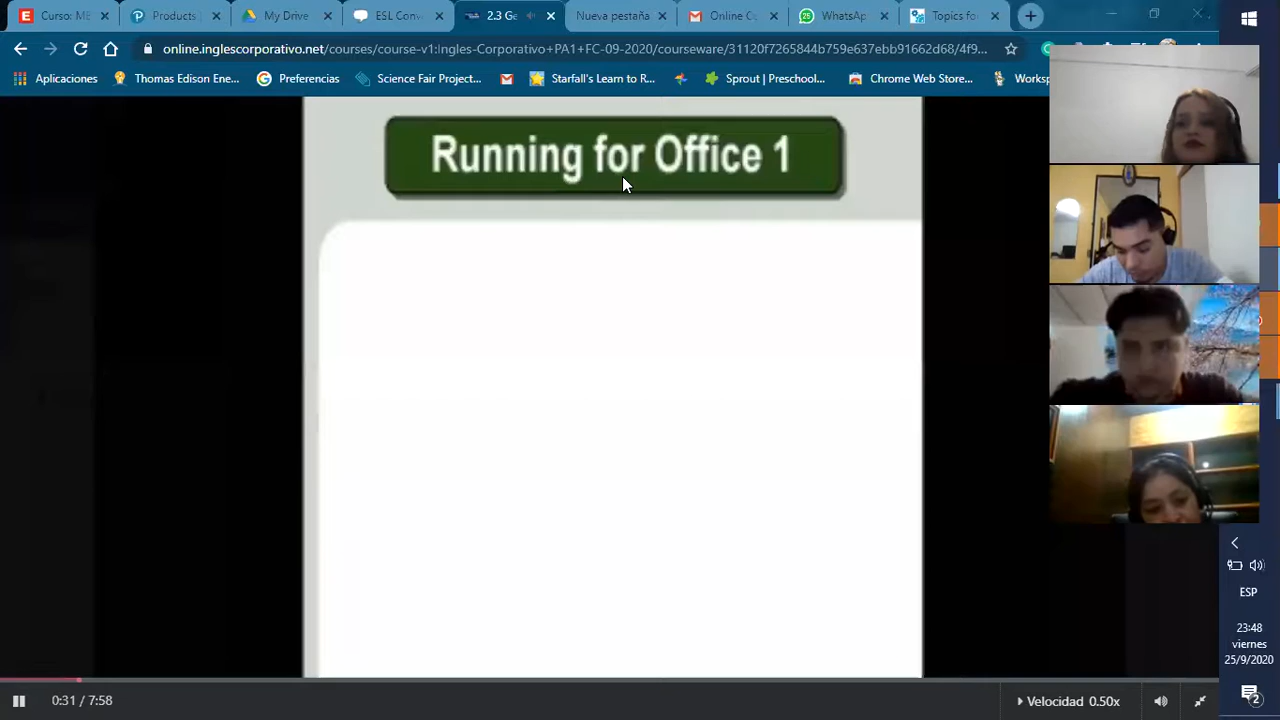 Curso: ME
Products
My Drive
ESL Conv
2.3 Ge
Nueva pestaña
Online C
WhatsAp
Topics fo
online.inglescorporativo.net/courses/course-v1:Ingles-Corporativo+PA1+FC-09-2020/courseware/31120f7265844b759e637ebb91662d68/4f9...
Aplicaciones
Thomas Edison Ene...
Preferencias
Science Fair Project...
Starfall's Learn to R...
Sprout | Preschool...
Chrome Web Store...
Worksp
Running for Office 1
0:31 / 7:58
Velocidad 0.50x
ESP
23:48
viernes
25/9/2020
2